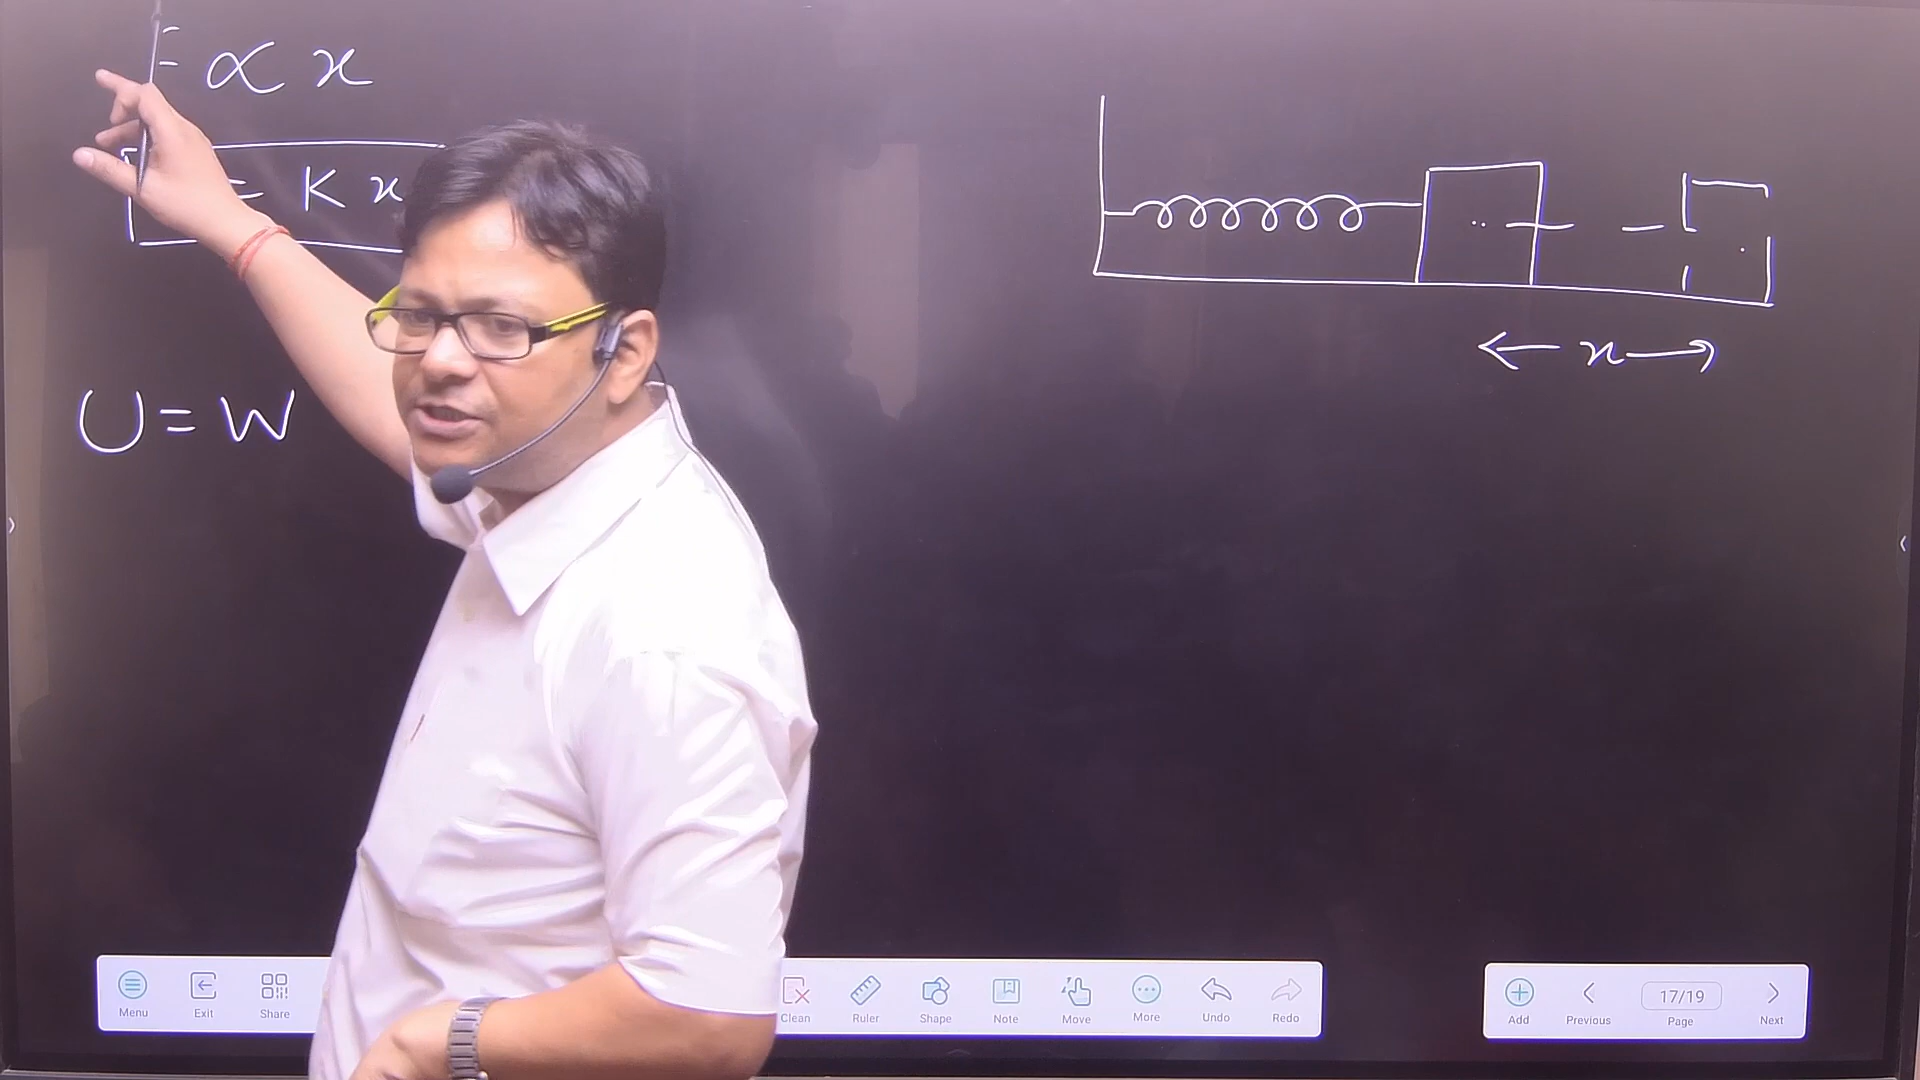 F ∝ x
= K x
U = W
x
Menu Exit Share Clean Ruler Shape Note Move More Undo Redo
Add Previous 17/19 Page Next